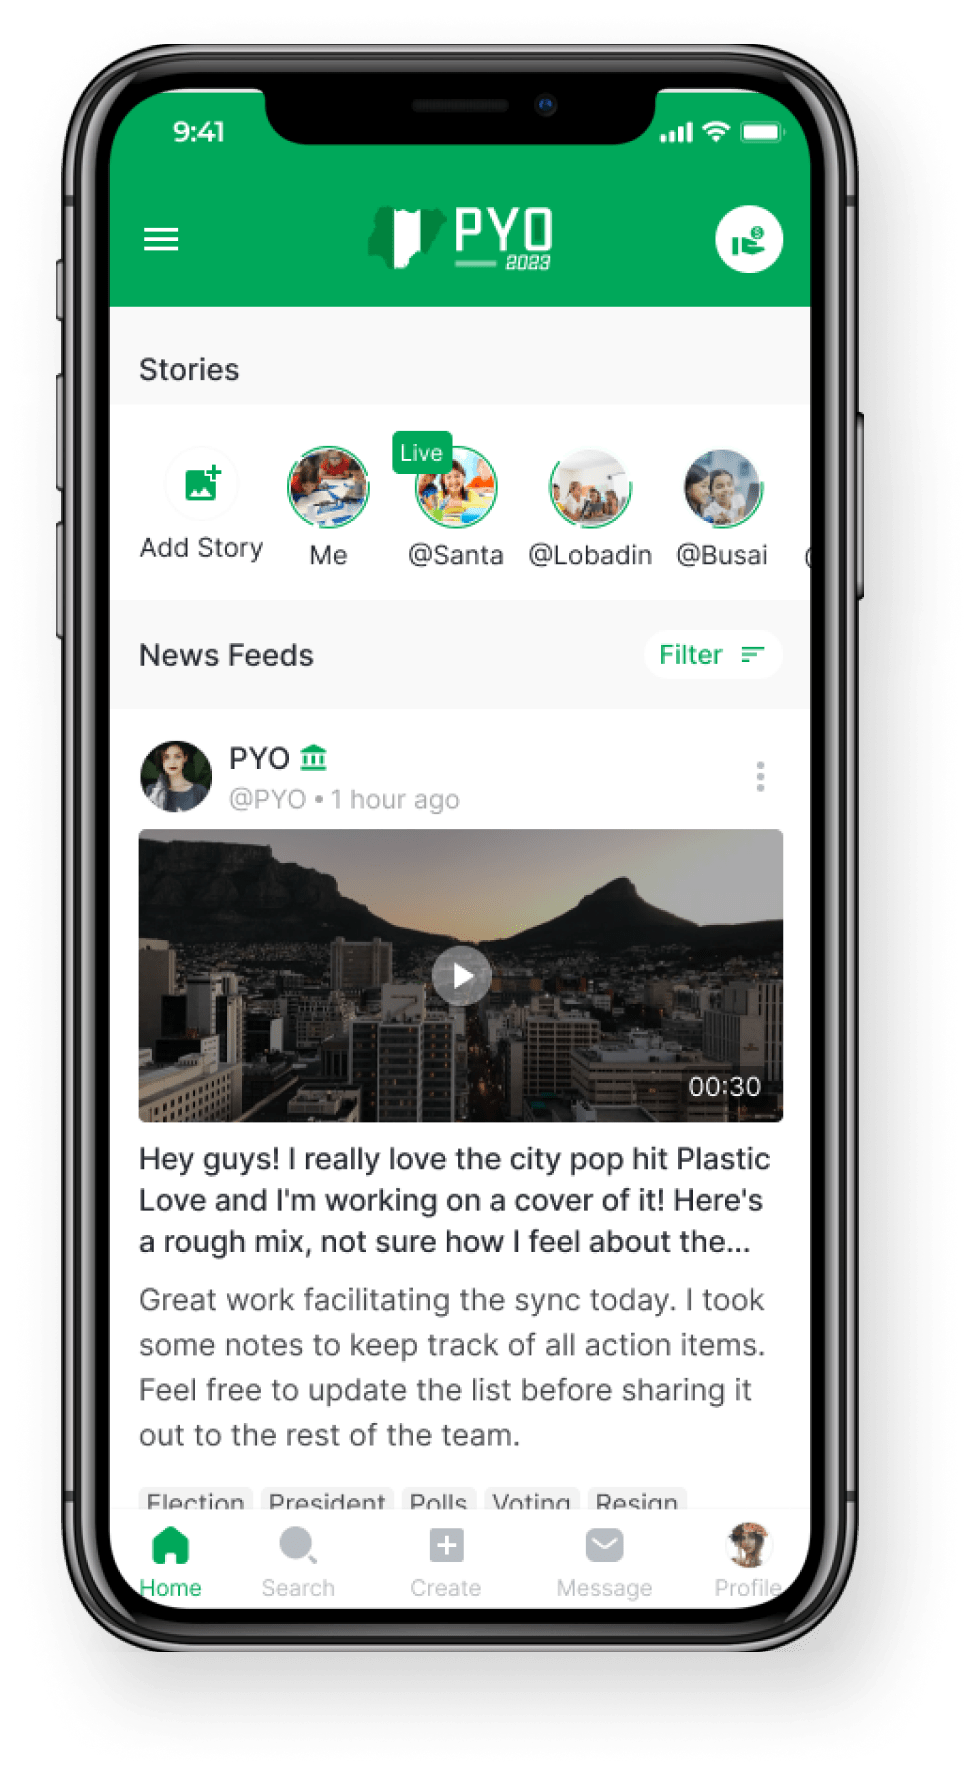 9:41
PYO
2023
Stories
Live
Add Story
Me
@Santa
@Lobadin
@Busai
News Feeds
Filter
PYO
@PYO • 1 hour ago
00:30
Hey guys! I really love the city pop hit Plastic
Love and I'm working on a cover of it! Here's
a rough mix, not sure how I feel about the...
Great work facilitating the sync today. I took
some notes to keep track of all action items.
Feel free to update the list before sharing it
out to the rest of the team.
Election President Polls Voting Resign
Home Search Create Message Profile